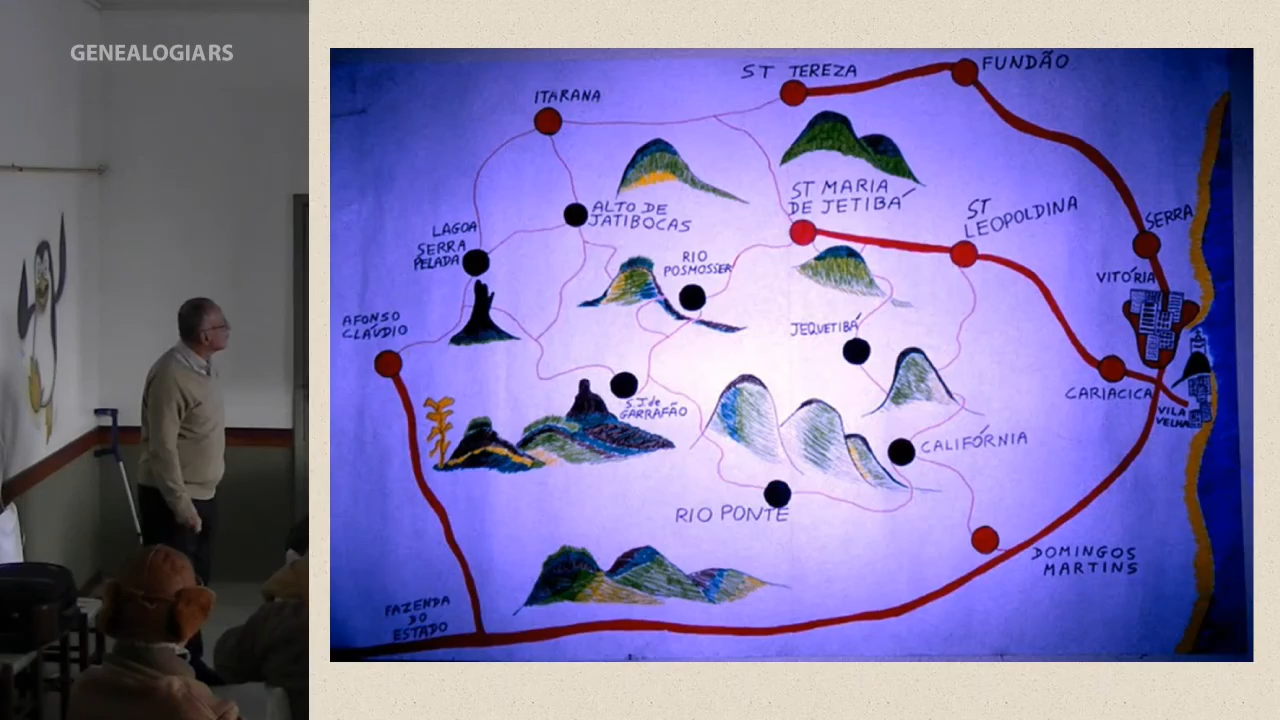 GENEALOGIARS
ST TEREZA
FUNDÃO
ITARANA
ST MARIA
DE JETIBÁ
ST
LEOPOLDINA
SERRA
ALTO DE
JATIBOCAS
LAGOA
SERRA
PELADA
RIO
POSMOSSER
VITÓRIA
AFONSO
CLÁUDIO
JEQUETIBÁ
CARIACICA
VILA
VELHA
S.J. de
GARRAFÃO
CALIFÓRNIA
RIO PONTE
DOMINGOS
MARTINS
FAZENDA
DO
ESTADO